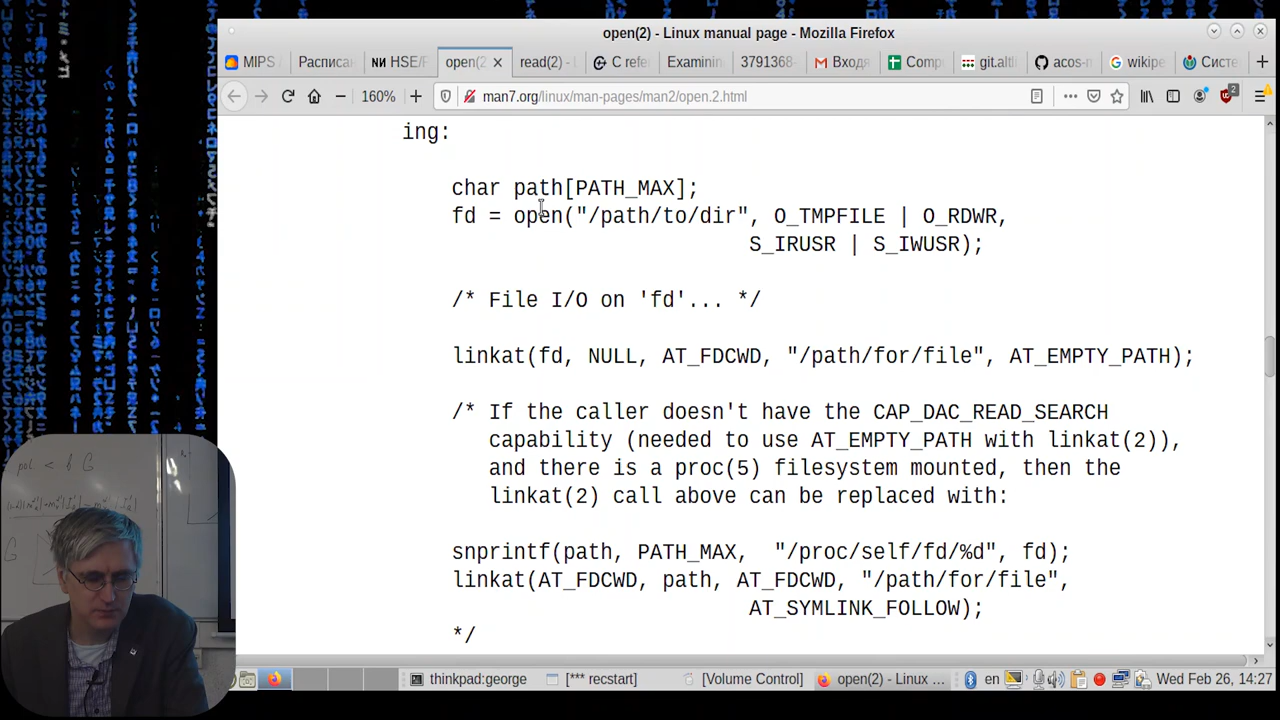 open(2) - Linux manual page - Mozilla Firefox
MIPS
Расписан
HSE/F
open(2
read(2) - L
C refer
Examinin
3791368-
Входя
Conso
git.altl
acos-m
wikipe
Систе
160%
man7.org/linux/man-pages/man2/open.2.html
2
ing:
char path[PATH_MAX];
fd = open("/path/to/dir", O_TMPFILE | O_RDWR,
S_IRUSR | S_IWUSR);
/* File I/O on 'fd'... */
linkat(fd, NULL, AT_FDCWD, "/path/for/file", AT_EMPTY_PATH);
/* If the caller doesn't have the CAP_DAC_READ_SEARCH
capability (needed to use AT_EMPTY_PATH with linkat(2)),
and there is a proc(5) filesystem mounted, then the
linkat(2) call above can be replaced with:
snprintf(path, PATH_MAX, "/proc/self/fd/%d", fd);
linkat(AT_FDCWD, path, AT_FDCWD, "/path/for/file",
AT_SYMLINK_FOLLOW);
*/
thinkpad:george
[*** recstart]
[Volume Control]
open(2) - Linux ...
en
Wed Feb 26, 14:27